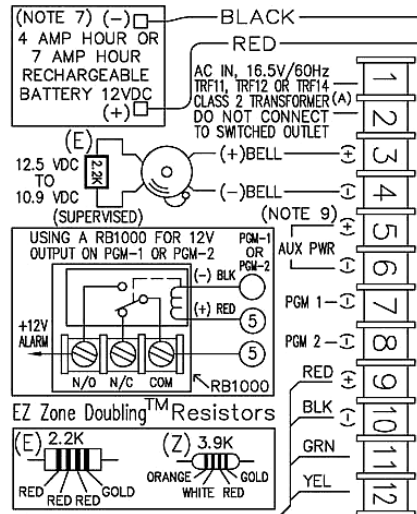 (NOTE 7) (-)
4 AMP HOUR OR
7 AMP HOUR
RECHARGEABLE
BATTERY 12VDC
(+)
BLACK
RED
AC IN, 16.5V/60Hz
TRF11, TRF12 OR TRF14
CLASS 2 TRANSFORMER (A)
DO NOT CONNECT
TO SWITCHED OUTLET
1
2
(E)
2.2K
12.5 VDC
TO
10.9 VDC
(SUPERVISED)
(+)BELL
(+)
3
(-)BELL
(-)
4
(NOTE 9)
(+)
5
AUX PWR
(-)
6
USING A RB1000 FOR 12V
OUTPUT ON PGM-1 OR PGM-2
PGM-1
OR
PGM-2
(-) BLK
(+) RED
5
+12V
ALARM
5
N/O N/C COM
RB1000
PGM 1 (-)
7
PGM 2 (-)
8
RED (+)
9
BLK (-)
10
GRN
11
YEL
12
EZ Zone Doubling™ Resistors
(E) 2.2K
RED
RED RED
GOLD
(Z) 3.9K
ORANGE
WHITE RED
GOLD